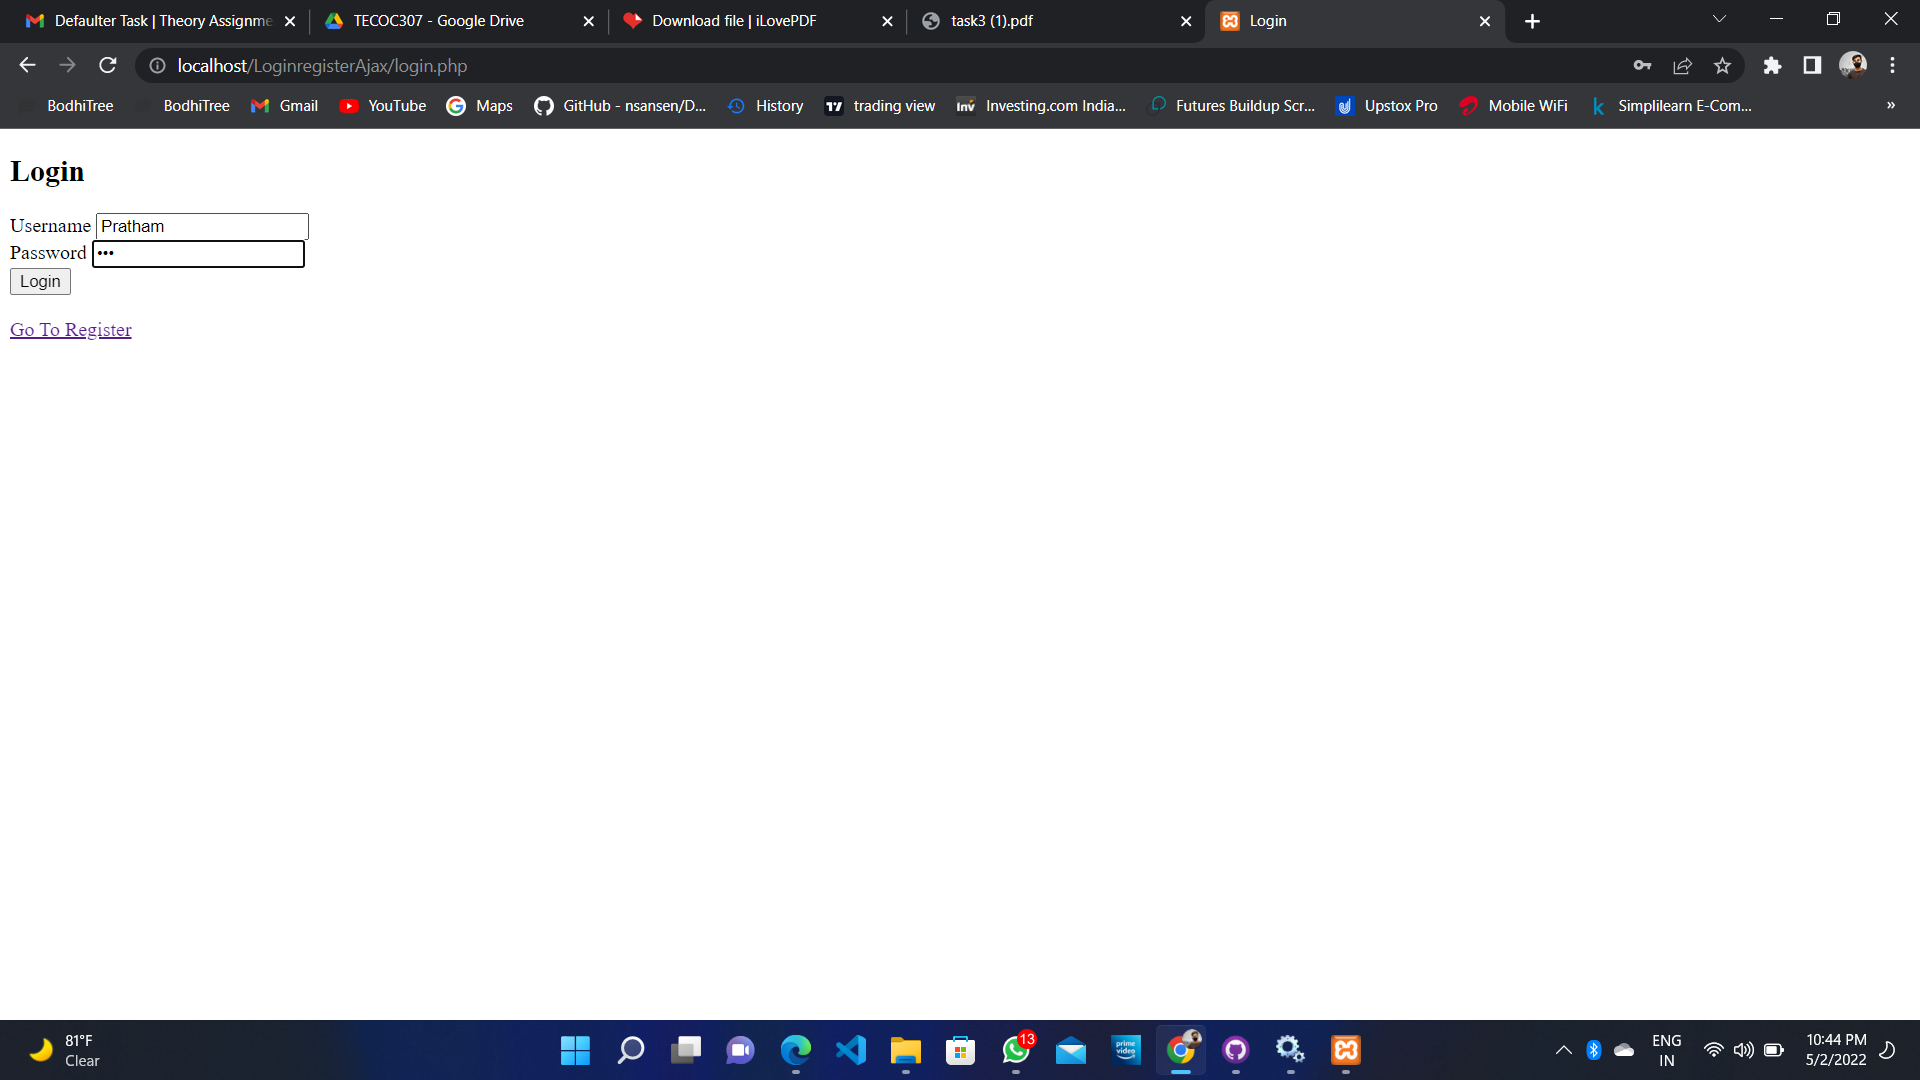 Defaulter Task | Theory Assignme
TECOC307 - Google Drive
Download file | iLovePDF
task3 (1).pdf
Login
localhost/LoginregisterAjax/login.php
BodhiTree
BodhiTree
Gmail
YouTube
Maps
GitHub - nsansen/D...
History
trading view
Investing.com India...
Futures Buildup Scr...
Upstox Pro
Mobile WiFi
Simplilearn E-Com...
»
Login
Username Pratham
Password •••
Login
Go To Register
81°F
Clear
13
prime video
ENG
IN
10:44 PM
5/2/2022